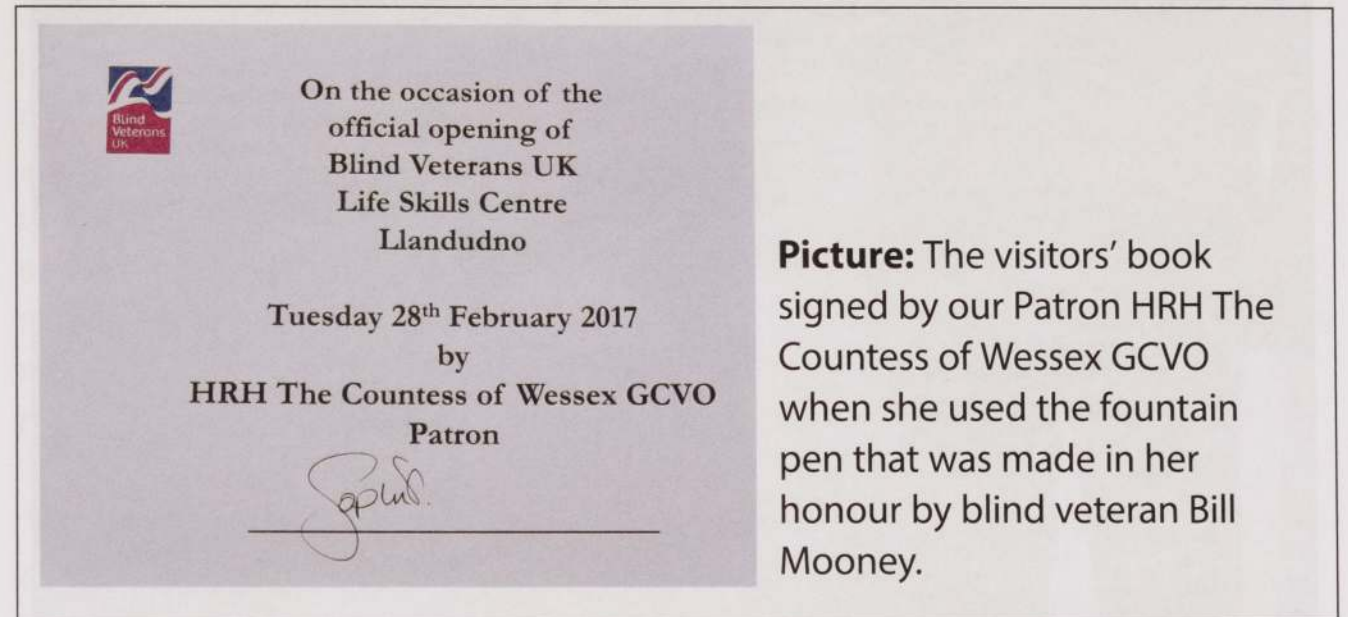 Blind
Veterans
UK
On the occasion of the
official opening of
Blind Veterans UK
Life Skills Centre
Llandudno
Tuesday 28th February 2017
by
HRH The Countess of Wessex GCVO
Patron
Sophie.
Picture: The visitors’ book
signed by our Patron HRH The
Countess of Wessex GCVO
when she used the fountain
pen that was made in her
honour by blind veteran Bill
Mooney.